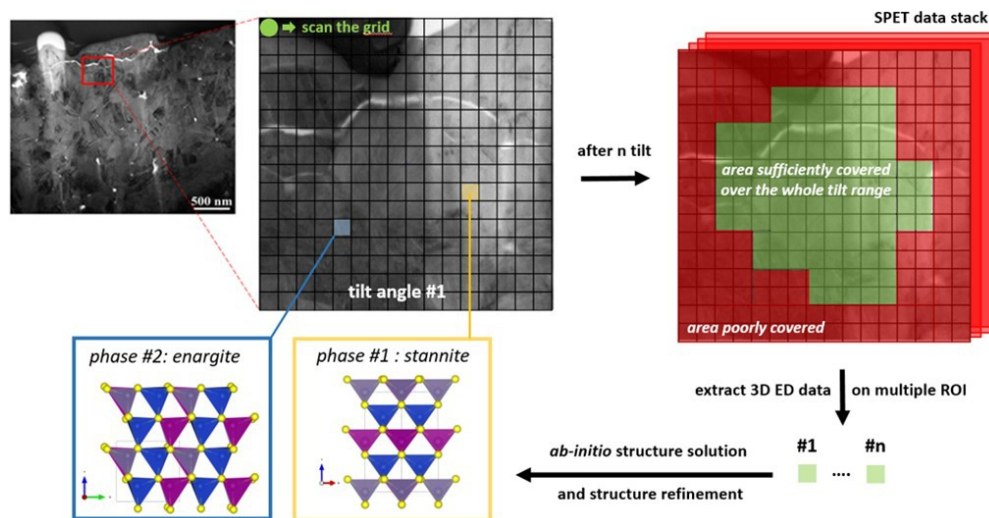 SPET data stack
scan the grid
500 nm
tilt angle #1
after n tilt
area sufficiently covered
over the whole tilt range
area poorly covered
phase #2: enargite
phase #1 : stannite
extract 3D ED data
on multiple ROI
#1 .... #n
ab-initio structure solution
and structure refinement